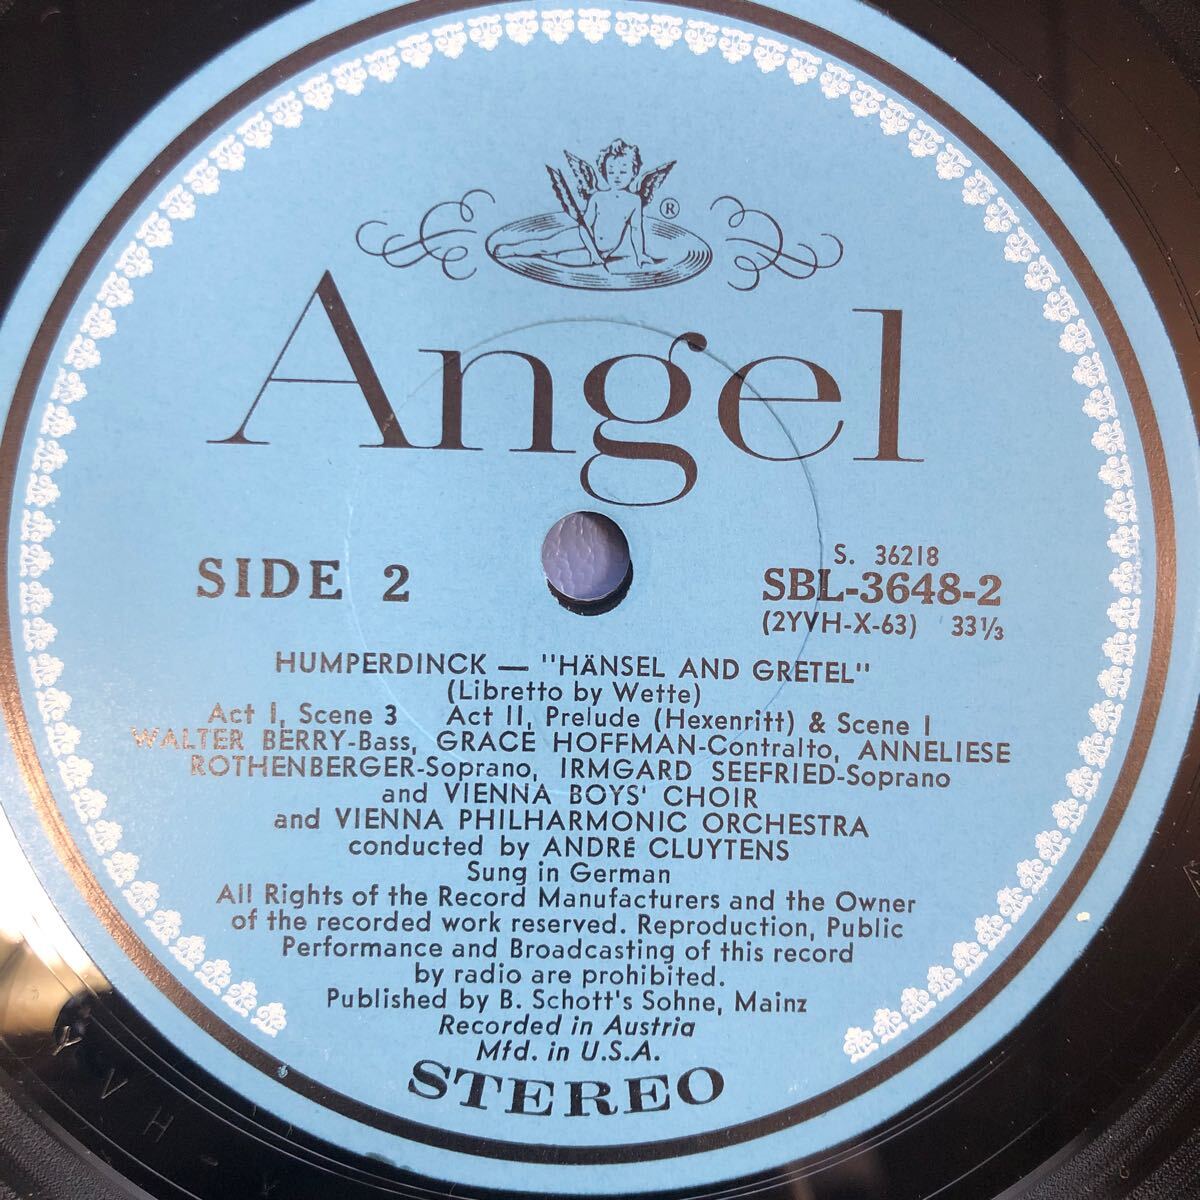 ®
Angel
SIDE 2
S. 36218
SBL-3648-2
(2YVH-X-63) 33⅓
HUMPERDINCK — "HÄNSEL AND GRETEL"
(Libretto by Wette)
Act I, Scene 3 Act II, Prelude (Hexenritt) & Scene I
WALTER BERRY-Bass, GRACE HOFFMAN-Contralto, ANNELIESE
ROTHENBERGER-Soprano, IRMGARD SEEFRIED-Soprano
and VIENNA BOYS' CHOIR
and VIENNA PHILHARMONIC ORCHESTRA
conducted by ANDRÉ CLUYTENS
Sung in German
All Rights of the Record Manufacturers and the Owner
of the recorded work reserved. Reproduction, Public
Performance and Broadcasting of this record
by radio are prohibited.
Published by B. Schott's Sohne, Mainz
Recorded in Austria
Mfd. in U.S.A.
STEREO